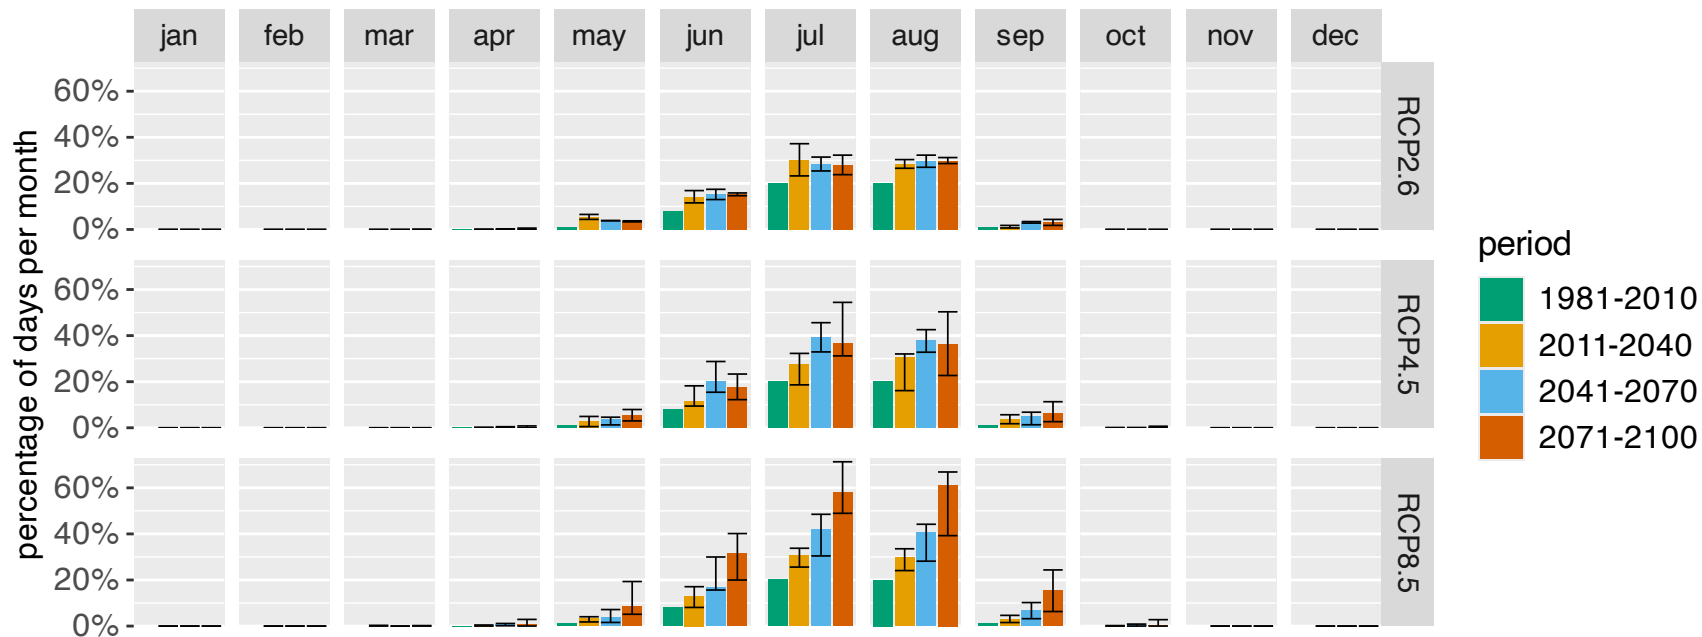 jan feb mar apr may jun jul aug sep oct nov dec
percentage of days per month
60%
40%
20%
0%
RCP2.6
60%
40%
20%
0%
RCP4.5
60%
40%
20%
0%
RCP8.5
period
1981-2010
2011-2040
2041-2070
2071-2100